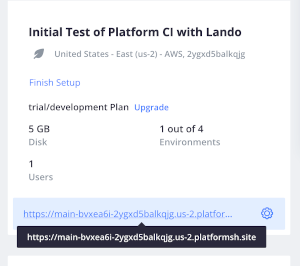 Initial Test of Platform CI with Lando
United States - East (us-2) - AWS, 2ygxd5balkqjg
Finish Setup
trial/development Plan Upgrade
5 GB 1 out of 4
Disk Environments
1
Users
https://main-bvxea6i-2ygxd5balkqjg.us-2.platfor...
https://main-bvxea6i-2ygxd5balkqjg.us-2.platformsh.site